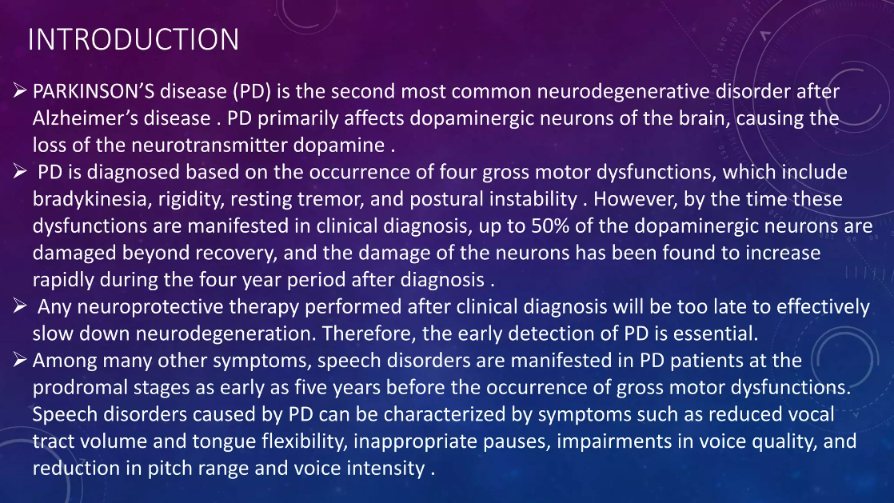 INTRODUCTION
➢ PARKINSON’S disease (PD) is the second most common neurodegenerative disorder after
Alzheimer’s disease . PD primarily affects dopaminergic neurons of the brain, causing the
loss of the neurotransmitter dopamine .
➢ PD is diagnosed based on the occurrence of four gross motor dysfunctions, which include
bradykinesia, rigidity, resting tremor, and postural instability . However, by the time these
dysfunctions are manifested in clinical diagnosis, up to 50% of the dopaminergic neurons are
damaged beyond recovery, and the damage of the neurons has been found to increase
rapidly during the four year period after diagnosis .
➢ Any neuroprotective therapy performed after clinical diagnosis will be too late to effectively
slow down neurodegeneration. Therefore, the early detection of PD is essential.
➢ Among many other symptoms, speech disorders are manifested in PD patients at the
prodromal stages as early as five years before the occurrence of gross motor dysfunctions.
Speech disorders caused by PD can be characterized by symptoms such as reduced vocal
tract volume and tongue flexibility, inappropriate pauses, impairments in voice quality, and
reduction in pitch range and voice intensity .